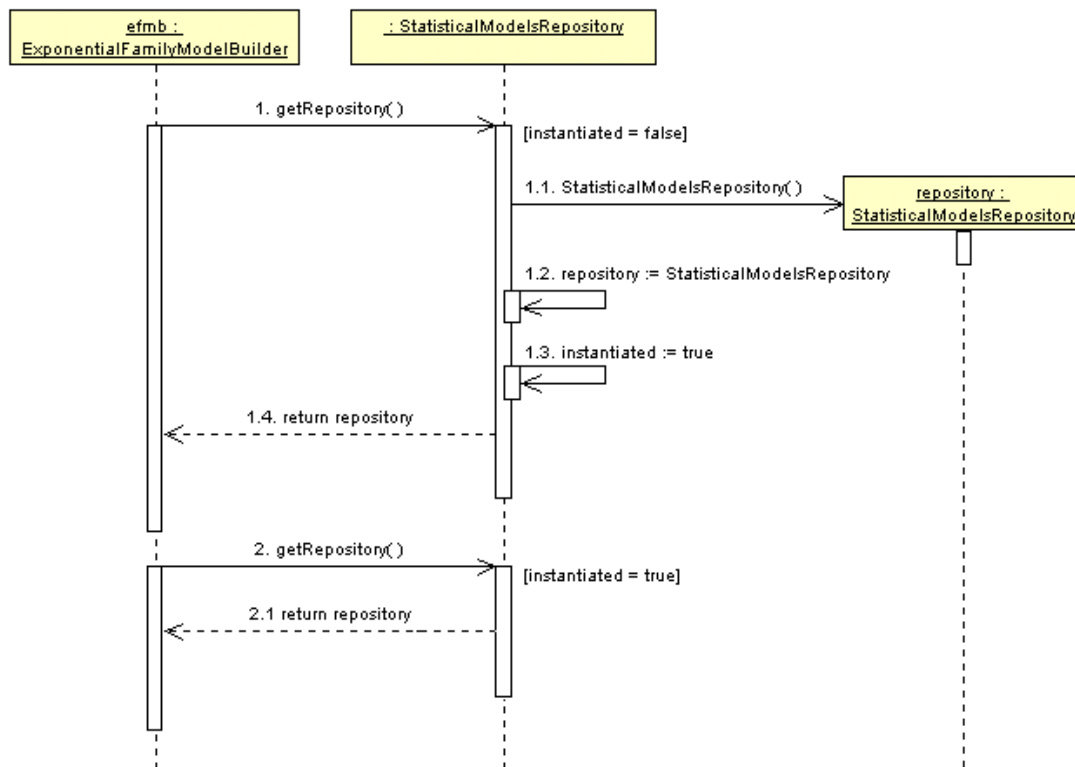 efmb :
ExponentialFamilyModelBuilder
: StatisticalModelsRepository
1. getRepository( )
[instantiated = false]
1.1. StatisticalModelsRepository( )
repository :
StatisticalModelsRepository
1.2. repository := StatisticalModelsRepository
1.3. instantiated := true
1.4. return repository
2. getRepository( )
[instantiated = true]
2.1 return repository